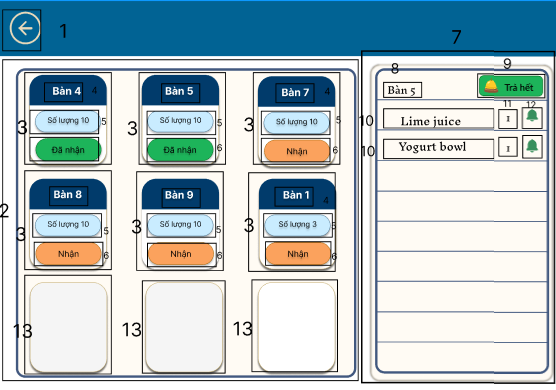 1
7
Bàn 4 4
3 Số lượng 10 5
Đã nhận 6
Bàn 5
3 Số lượng 10 5
Đã nhận 6
Bàn 7 4
3 Số lượng 10 5
Nhận 6
2
Bàn 8
3 Số lượng 10 5
Nhận 6
Bàn 9
3 Số lượng 10 5
Nhận 6
Bàn 1 4
3 Số lượng 3 5
Nhận 6
13
13
13
8
Bàn 5
9
Trả hết
11 12
10 Lime juice 1
10 Yogurt bowl 1